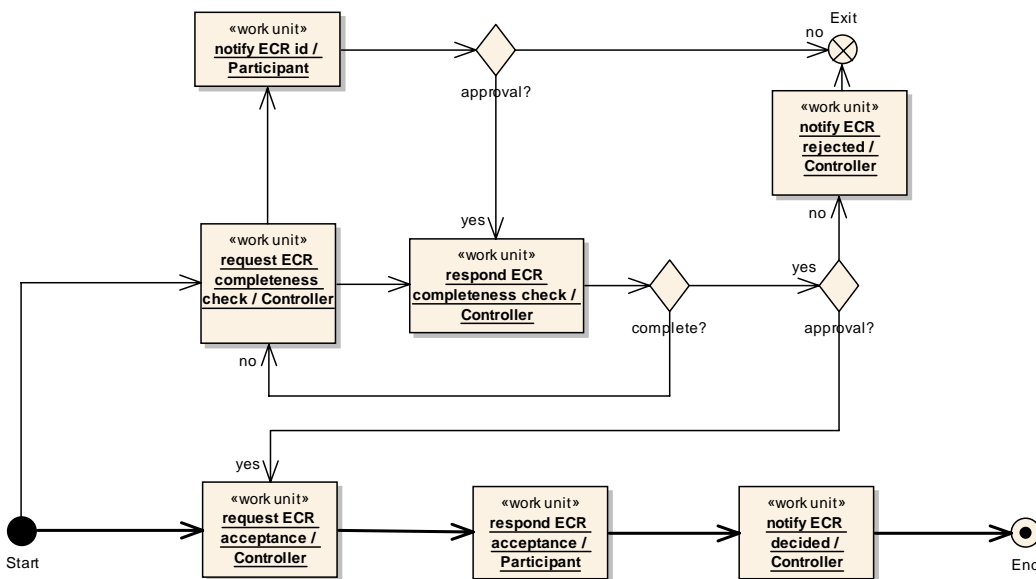 «work unit»
notify ECR id /
Participant
approval?
no
Exit
«work unit»
notify ECR
rejected /
Controller
no
«work unit»
request ECR
completeness
check / Controller
yes
«work unit»
respond ECR
completeness check /
Controller
complete?
yes
approval?
no
yes
Start
«work unit»
request ECR
acceptance /
Controller
«work unit»
respond ECR
acceptance /
Participant
«work unit»
notify ECR
decided /
Controller
End